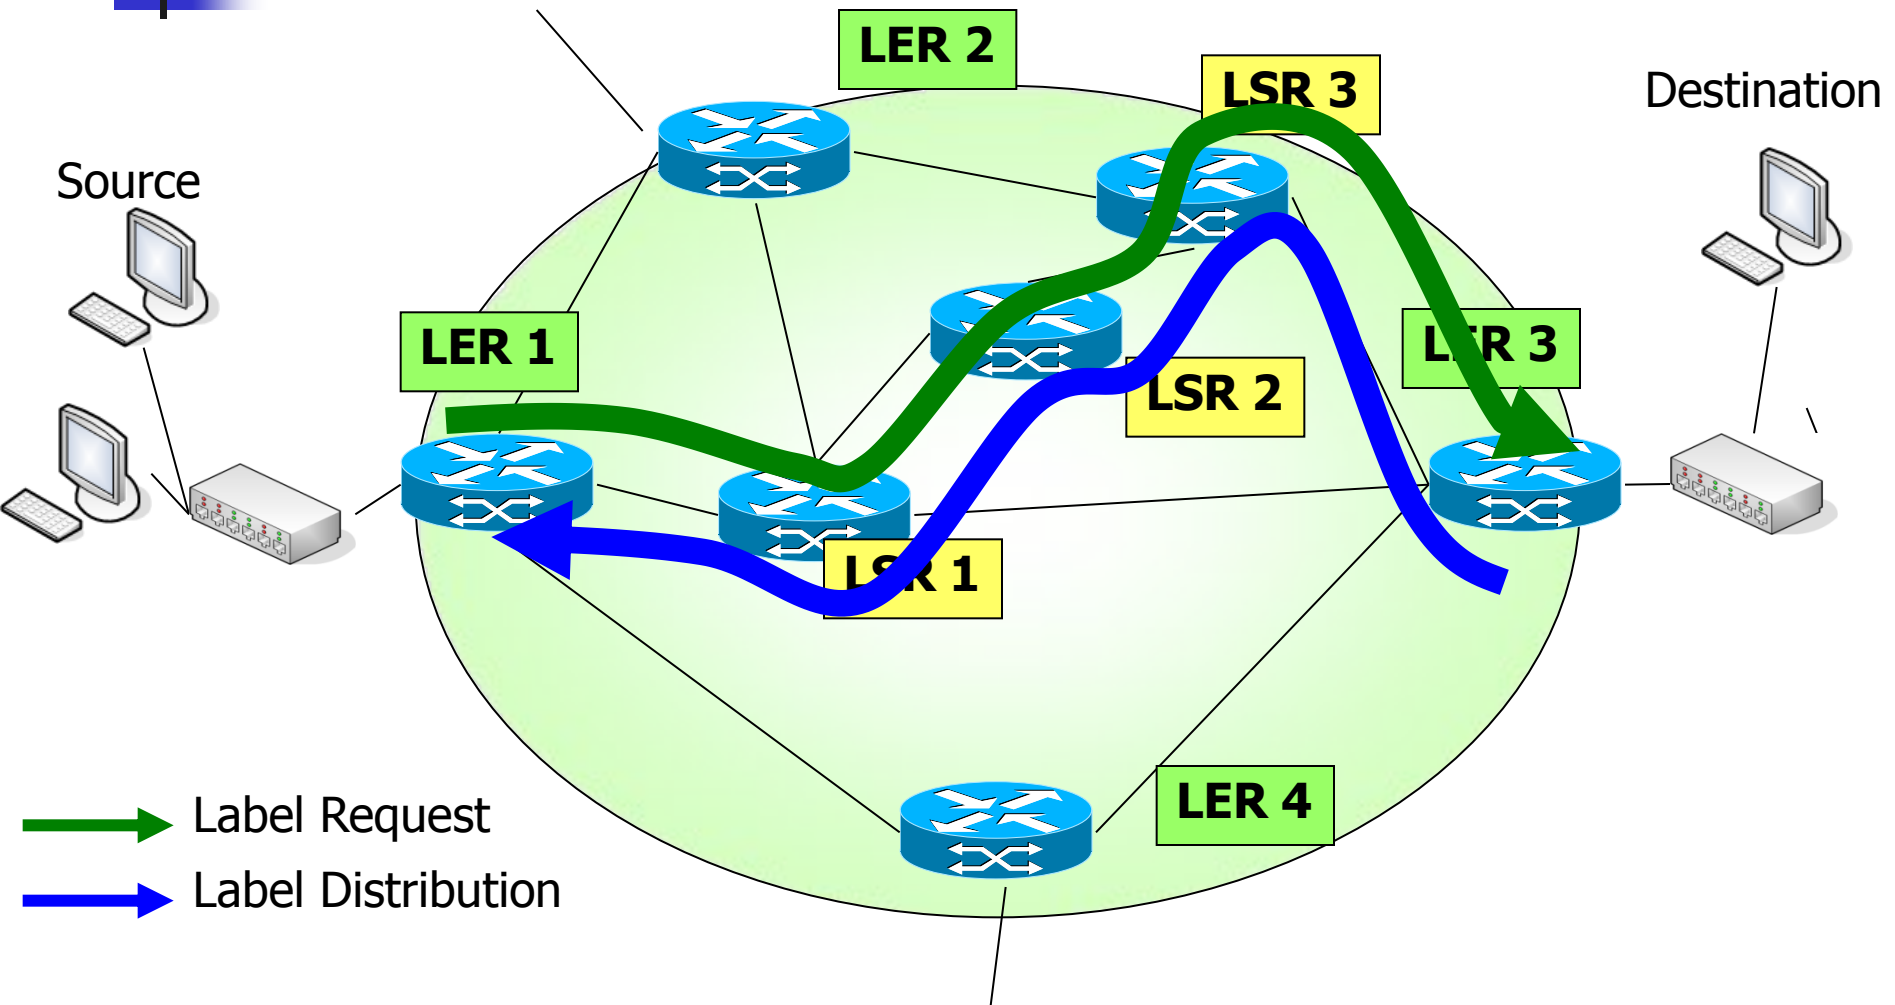 LER 2
LSR 3
Destination
Source
LER 1
LER 3
LSR 2
LSR 1
LER 4
Label Request
Label Distribution